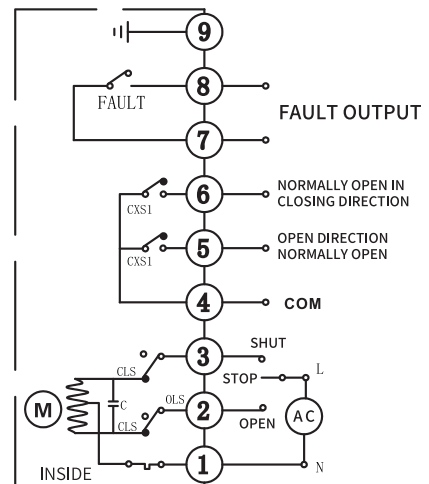 9
8
FAULT
FAULT OUTPUT
7
6
NORMALLY OPEN IN
CLOSING DIRECTION
CXS1
5
OPEN DIRECTION
NORMALLY OPEN
CXS1
4
COM
3
SHUT
CLS
STOP
L
M
C
OLS
2
AC
CLS
OPEN
1
N
INSIDE